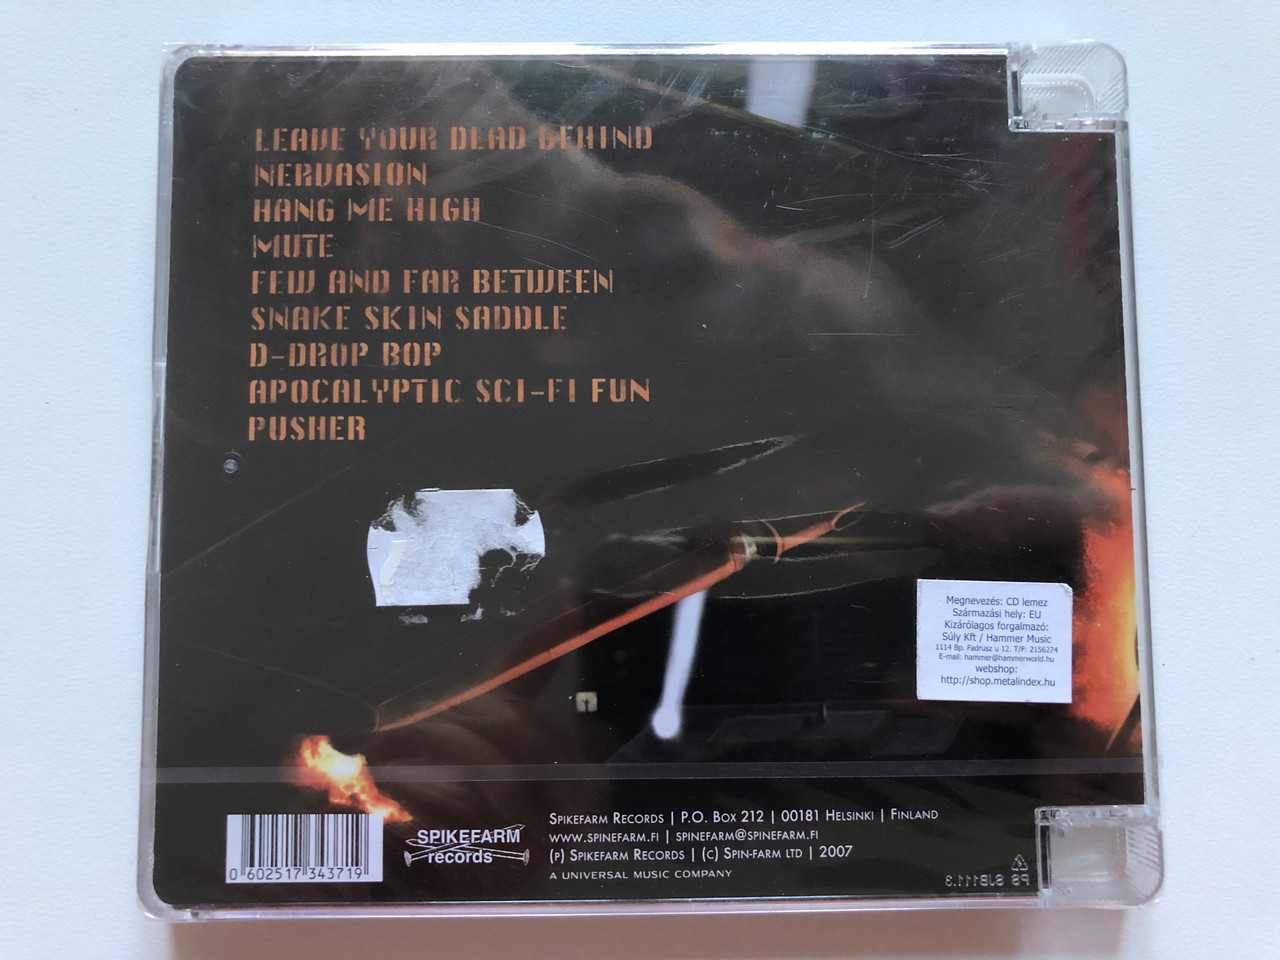 LEAVE YOUR DEAD BEHIND
NERVASION
HANG ME HIGH
MUTE
FEW AND FAR BETWEEN
SNAKE SKIN SADDLE
D-DROP BOP
APOCALYPTIC SCI-FI FUN
PUSHER
Megnevezés: CD lemez
Származási hely: EU
Kizárólagos forgalmazó:
Súly Kft / Hammer Music
1114 Bp. Fadrusz u 12. T/F: 2156274
E-mail: hammer@hammerworld.hu
webshop:
http://shop.metalindex.hu
0 602517 343719
SPIKEFARM
records
SPIKEFARM RECORDS | P.O. BOX 212 | 00181 HELSINKI | FINLAND
WWW.SPINEFARM.FI | SPINEFARM@SPINEFARM.FI
(P) SPIKEFARM RECORDS | (C) SPIN-FARM LTD | 2007
A UNIVERSAL MUSIC COMPANY
PS SJB111.3